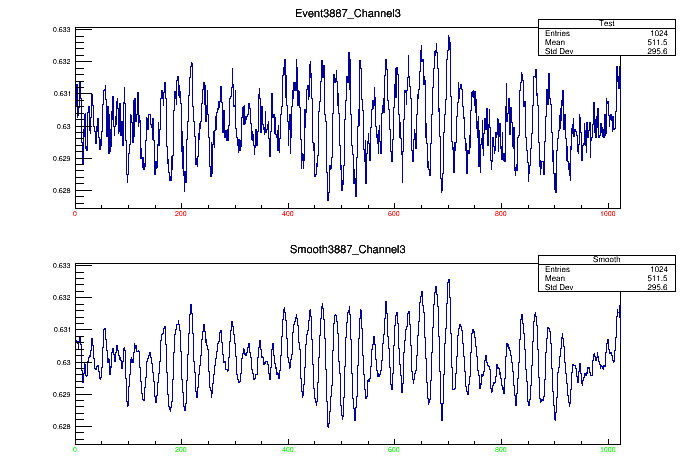 Event3887_Channel3
Test
Entries 1024
Mean 511.5
Std Dev 295.6
0.633
0.632
0.631
0.63
0.629
0.628
0 200 400 600 800 1000
Smooth3887_Channel3
Smooth
Entries 1024
Mean 511.5
Std Dev 295.6
0.633
0.632
0.631
0.63
0.629
0.628
0 200 400 600 800 1000